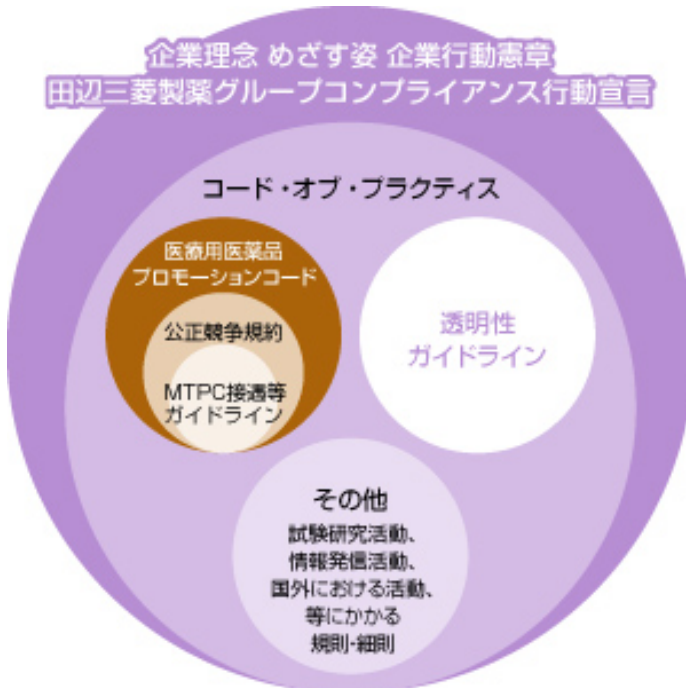 企業理念 めざす姿 企業行動憲章
田辺三菱製薬グループコンプライアンス行動宣言
コード・オブ・プラクティス
医療用医薬品
プロモーションコード
公正競争規約
MTPC接遇等
ガイドライン
透明性
ガイドライン
その他
試験研究活動、
情報発信活動、
国外における活動、
等にかかる
規則・細則